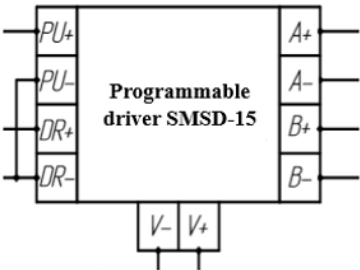 PU+
PU-
DR+
DR-
Programmable
driver SMSD-15
A+
A-
B+
B-
V-
V+